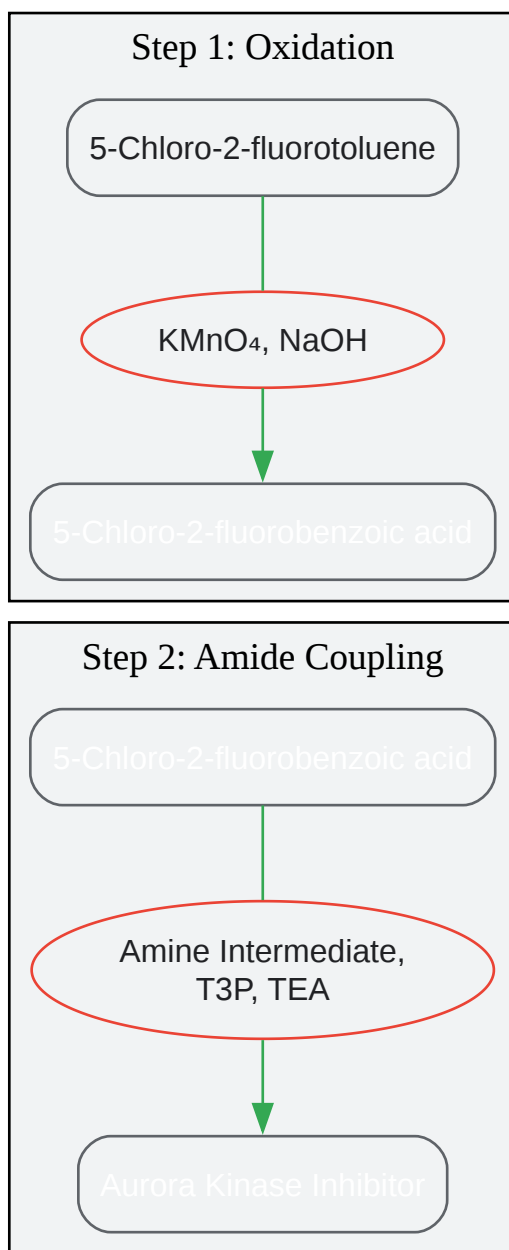 Step 1: Oxidation
5-Chloro-2-fluorotoluene
KMnO₄, NaOH
5-Chloro-2-fluorobenzoic acid
Step 2: Amide Coupling
5-Chloro-2-fluorobenzoic acid
Amine Intermediate,
T3P, TEA
Aurora Kinase Inhibitor